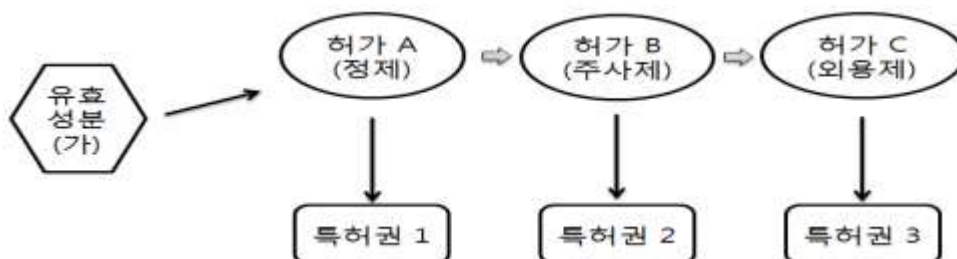 유효
성분
(가)
허가 A
(정제)
허가 B
(주사제)
허가 C
(외용제)
특허권 1
특허권 2
특허권 3